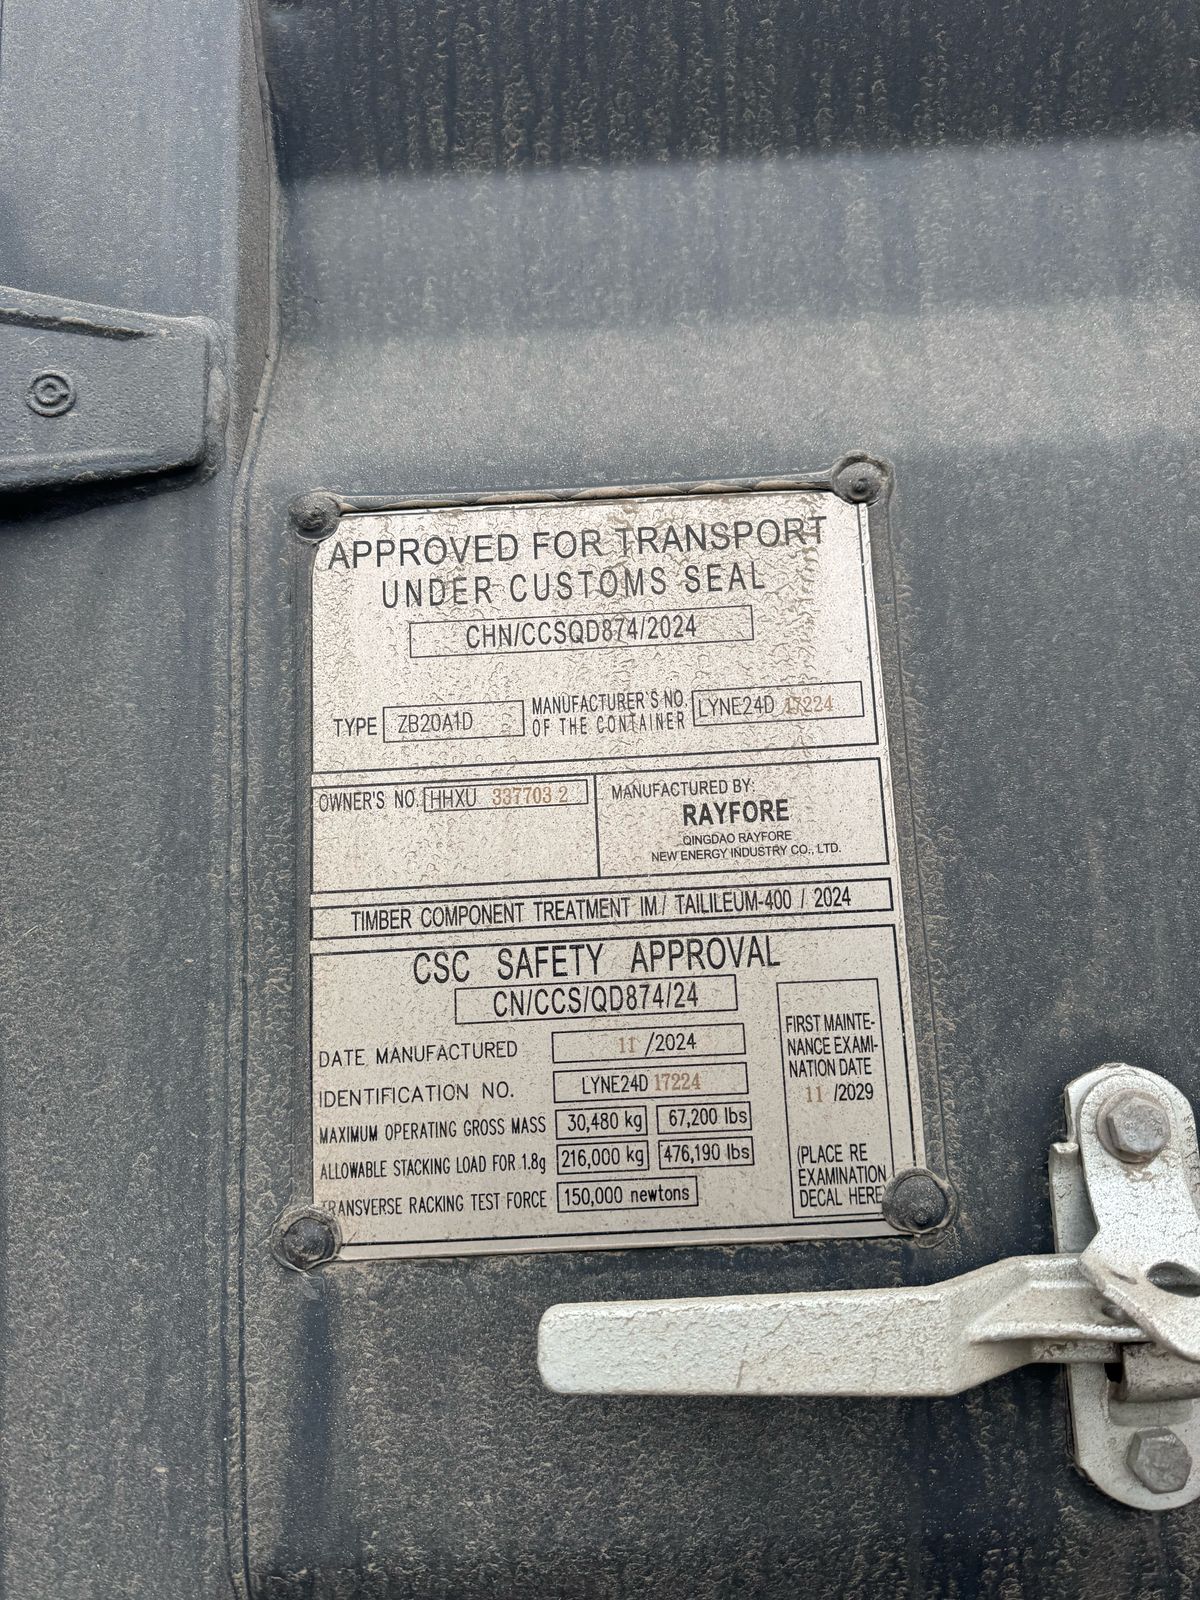 APPROVED FOR TRANSPORT
UNDER CUSTOMS SEAL
CHN/CCSQD874/2024
TYPE ZB20A1D MANUFACTURER'S NO. OF THE CONTAINER LYNE24D 17224
OWNER'S NO. HHXU 337703 2
MANUFACTURED BY:
RAYFORE
QINGDAO RAYFORE
NEW ENERGY INDUSTRY CO., LTD.
TIMBER COMPONENT TREATMENT IM / TAILILEUM-400 / 2024
CSC SAFETY APPROVAL
CN/CCS/QD874/24
DATE MANUFACTURED 11 /2024
IDENTIFICATION NO. LYNE24D 17224
MAXIMUM OPERATING GROSS MASS 30,480 kg 67,200 lbs
ALLOWABLE STACKING LOAD FOR 1.8g 216,000 kg 476,190 lbs
TRANSVERSE RACKING TEST FORCE 150,000 newtons
FIRST MAINTE-
NANCE EXAMI-
NATION DATE
11 /2029
(PLACE RE
EXAMINATION
DECAL HERE